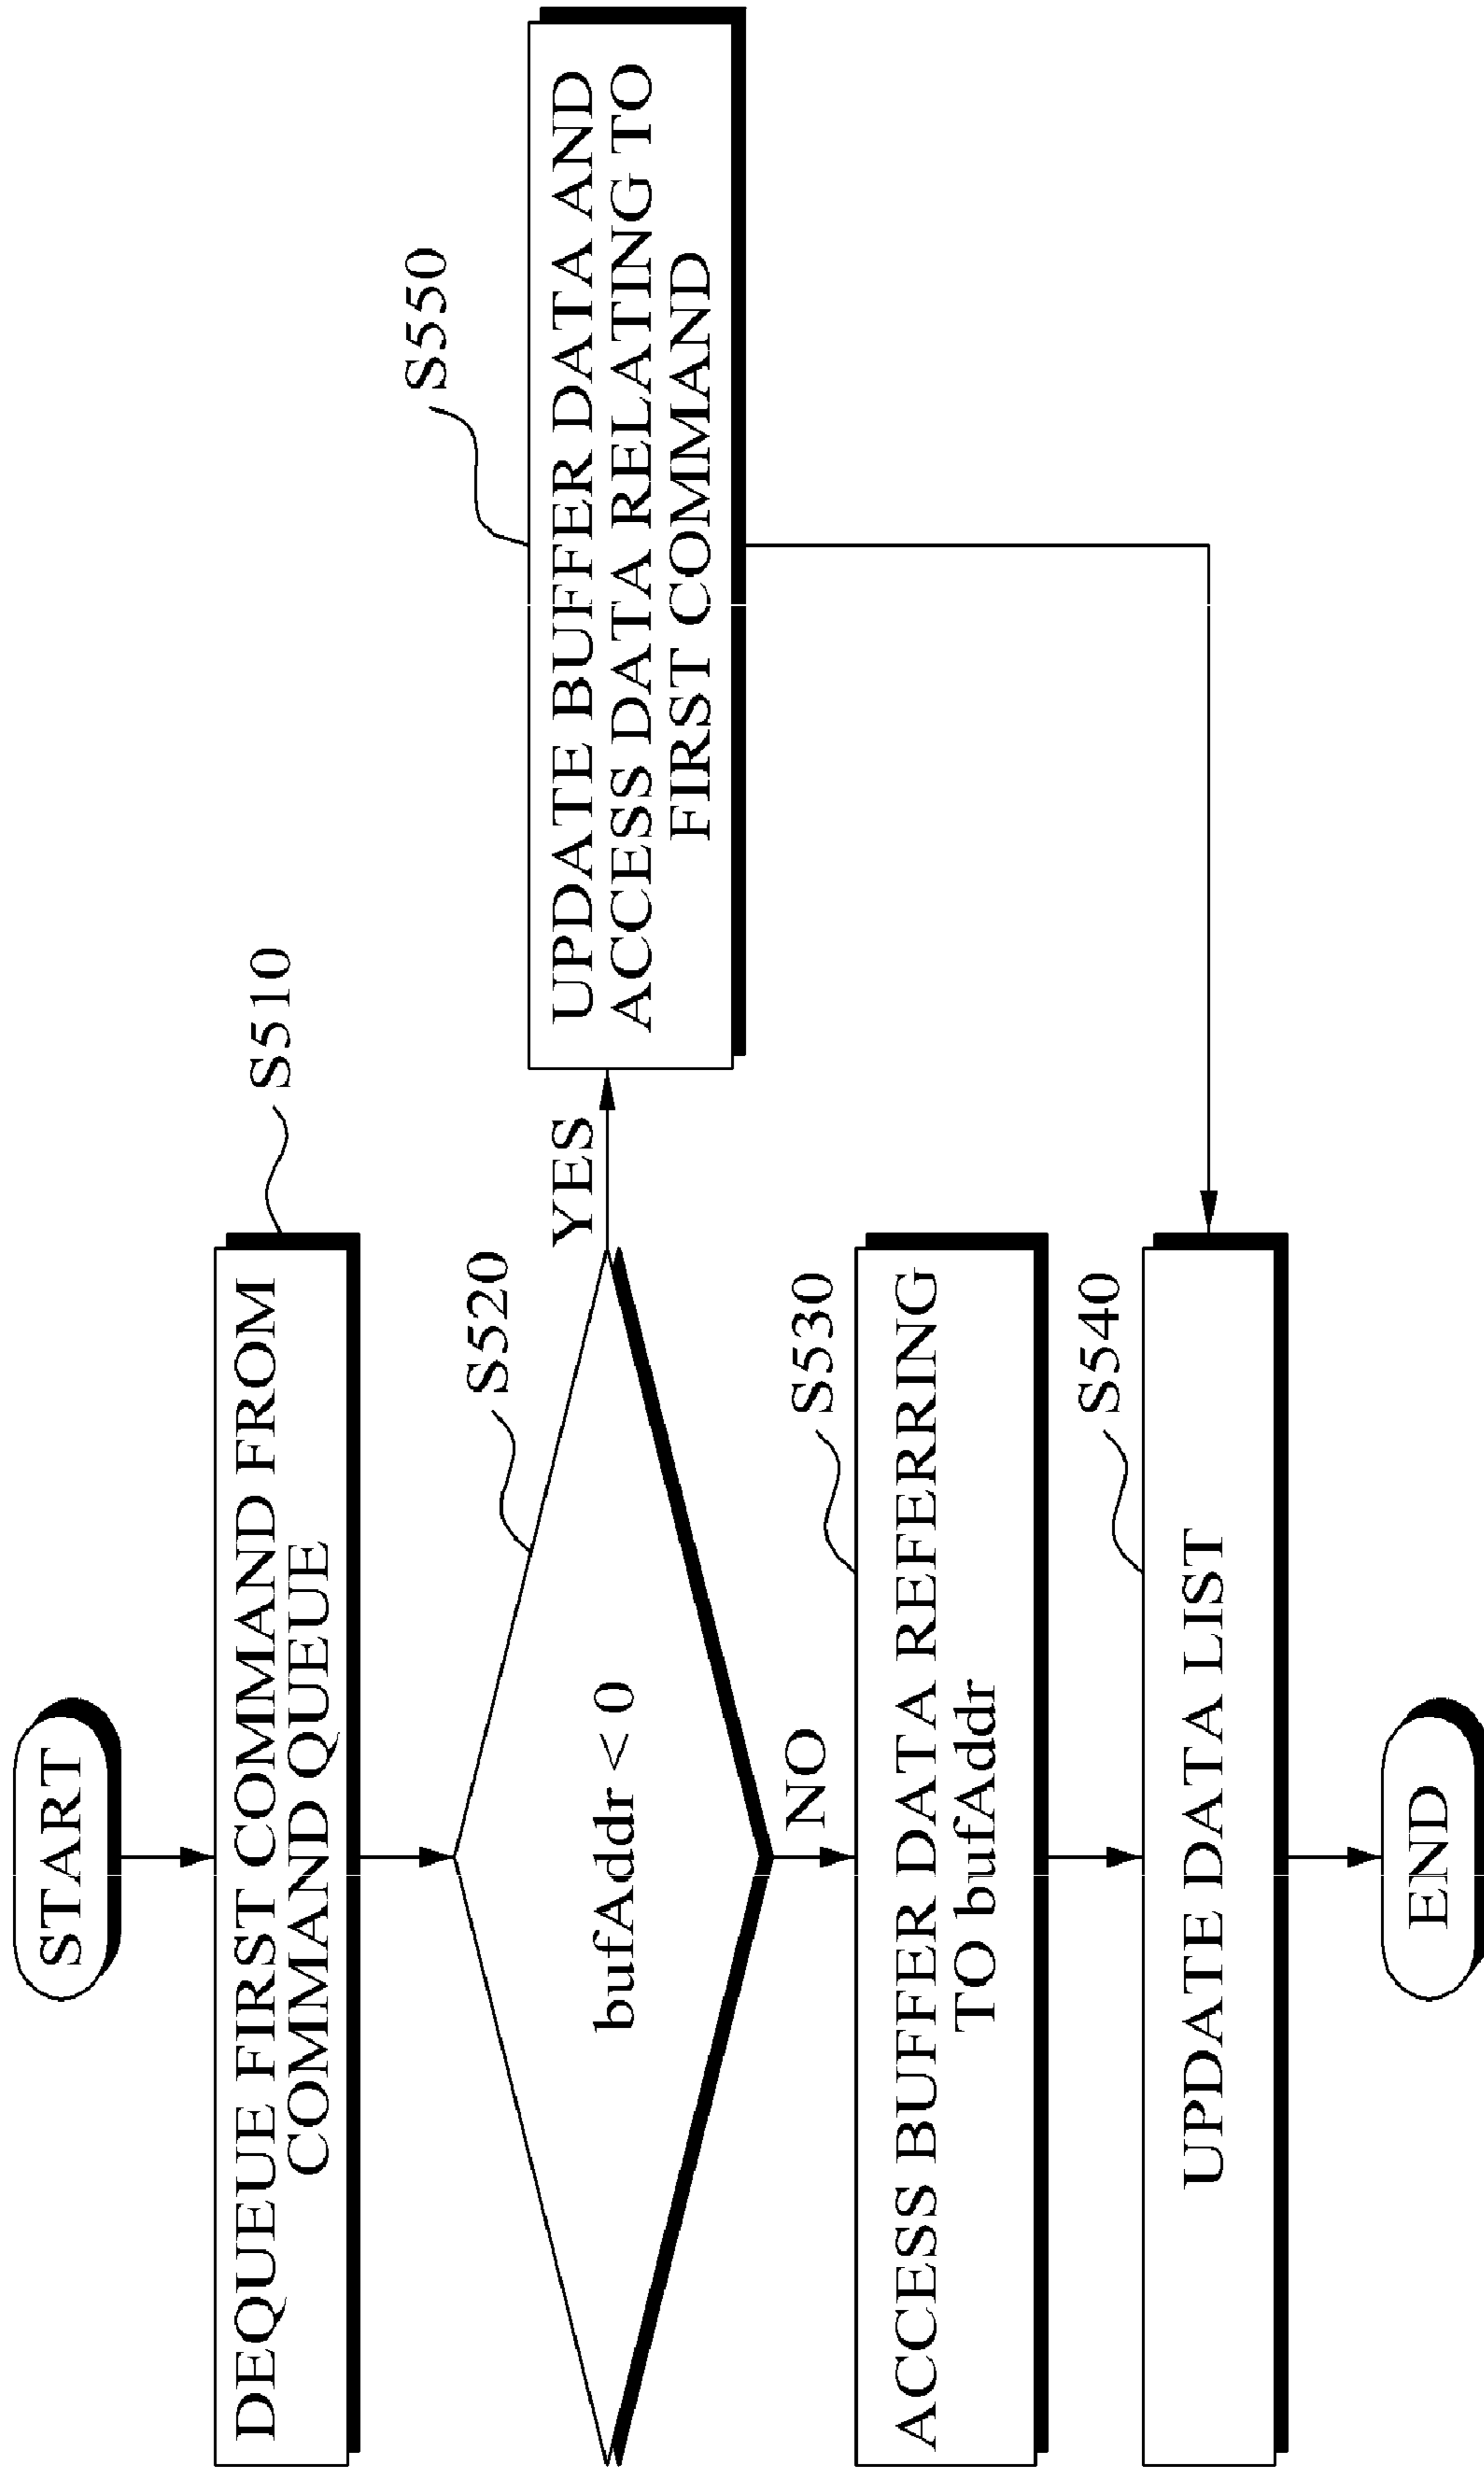 START
S510
DEQUEUE FIRST COMMAND FROM
COMMAND QUEUE
S520
bufAddr < 0
YES
S550
UPDATE BUFFER DATA AND
ACCESS DATA RELATING TO
FIRST COMMAND
NO
S530
ACCESS BUFFER DATA REFERRING
TO bufAddr
S540
UPDATE DATA LIST
END